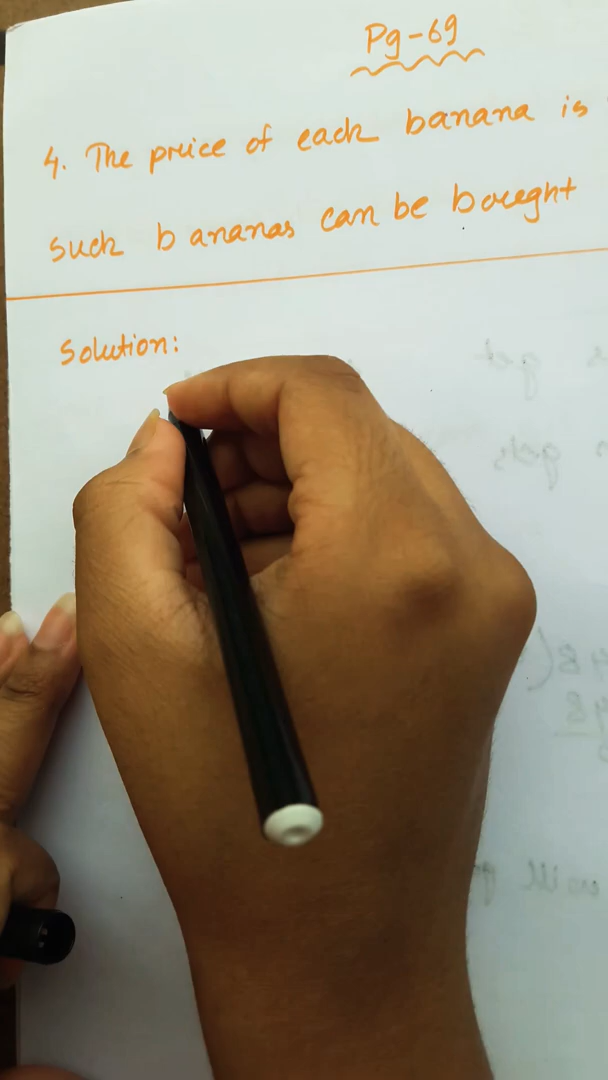 Pg-69
4. The price of each banana is
such bananas can be bought
Solution: